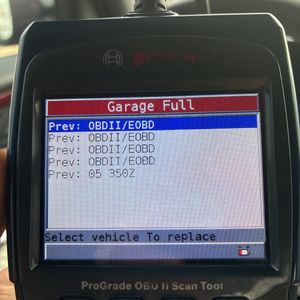 BOSCH
Garage Full
Prev: OBDII/EOBD
Prev: OBDII/EOBD
Prev: OBDII/EOBD
Prev: OBDII/EOBD
Prev: 05 350Z
Select vehicle To replace
ProGrade OBD II Scan Tool